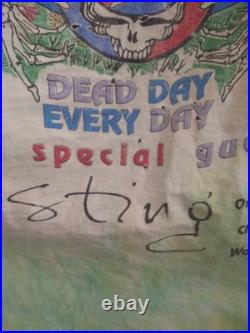 DEAD DAY
EVERY DAY
special gu
sting